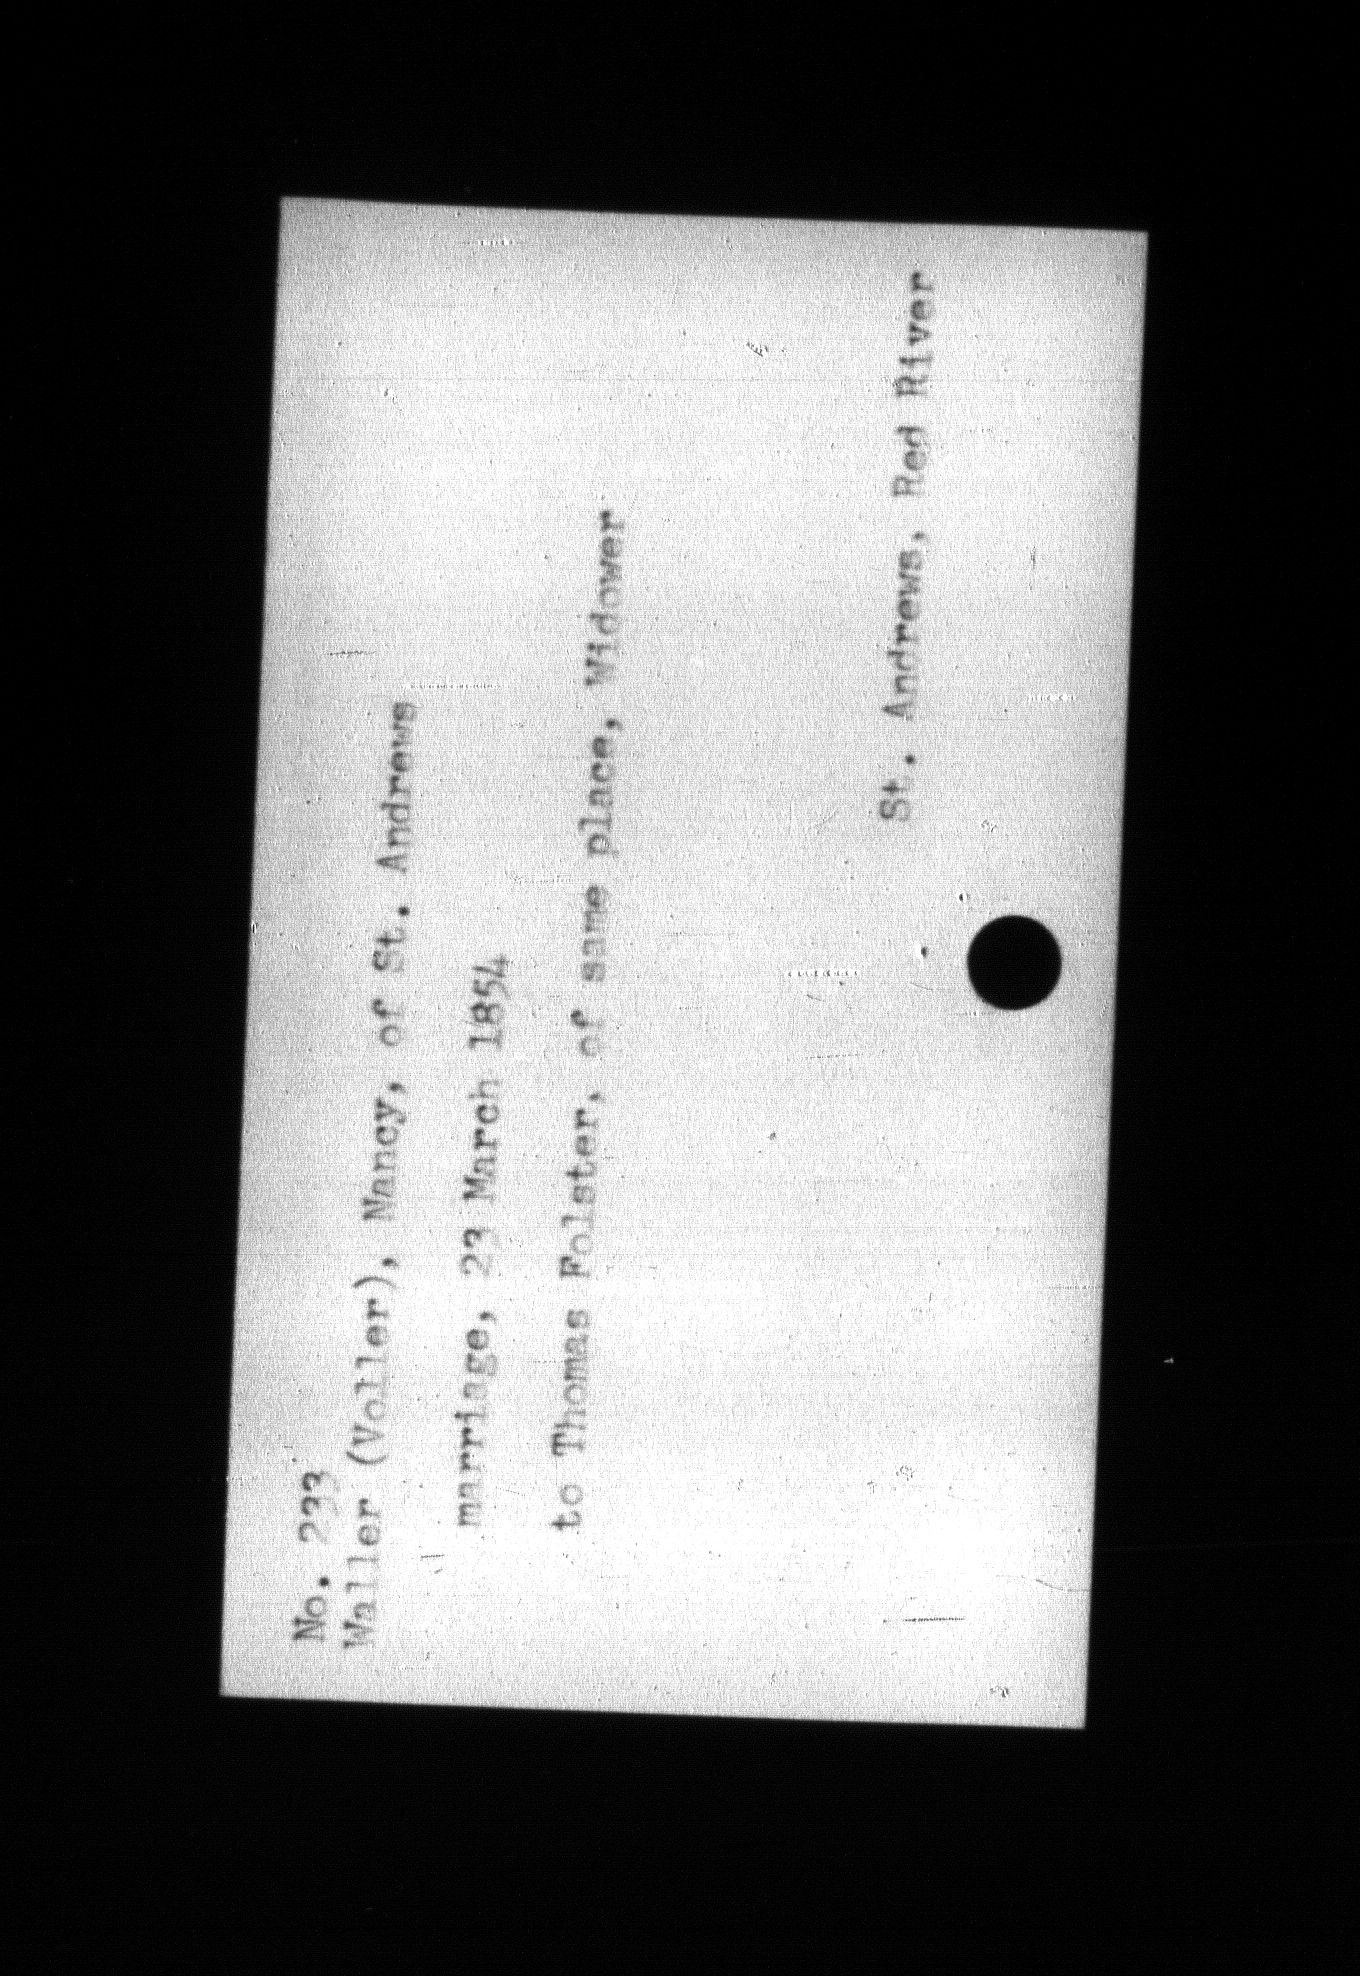 No. 233
Waller (Voller), Nancy, of St. Andrews
marriage, 23 March 1854
to Thomas Folster, of same place, Widower
St. Andrews, Red River